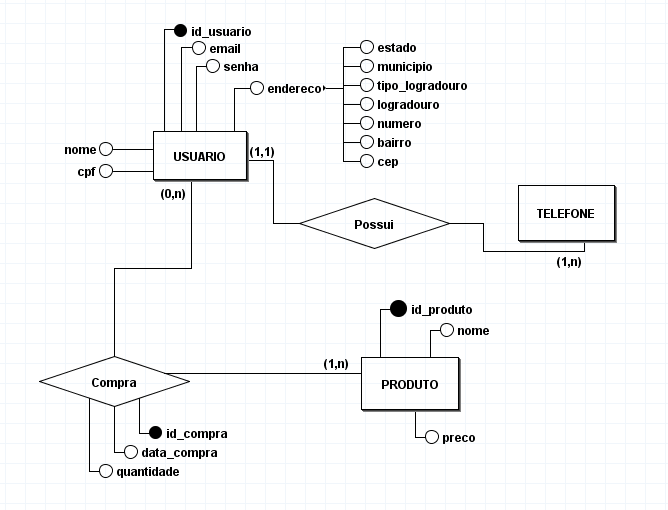 id_usuario
email
senha
endereco
estado
municipio
tipo_logradouro
logradouro
numero
bairro
cep
nome
cpf
USUARIO
(1,1)
(0,n)
Possui
TELEFONE
(1,n)
id_produto
nome
(1,n)
PRODUTO
Compra
id_compra
data_compra
quantidade
preco